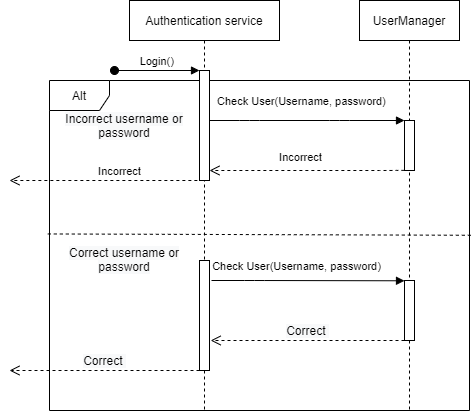 Authentication service
UserManager
Login()
Alt
Check User(Username, password)
Incorrect username or
password
Incorrect
Incorrect
Correct username or
password
Check User(Username, password)
Correct
Correct